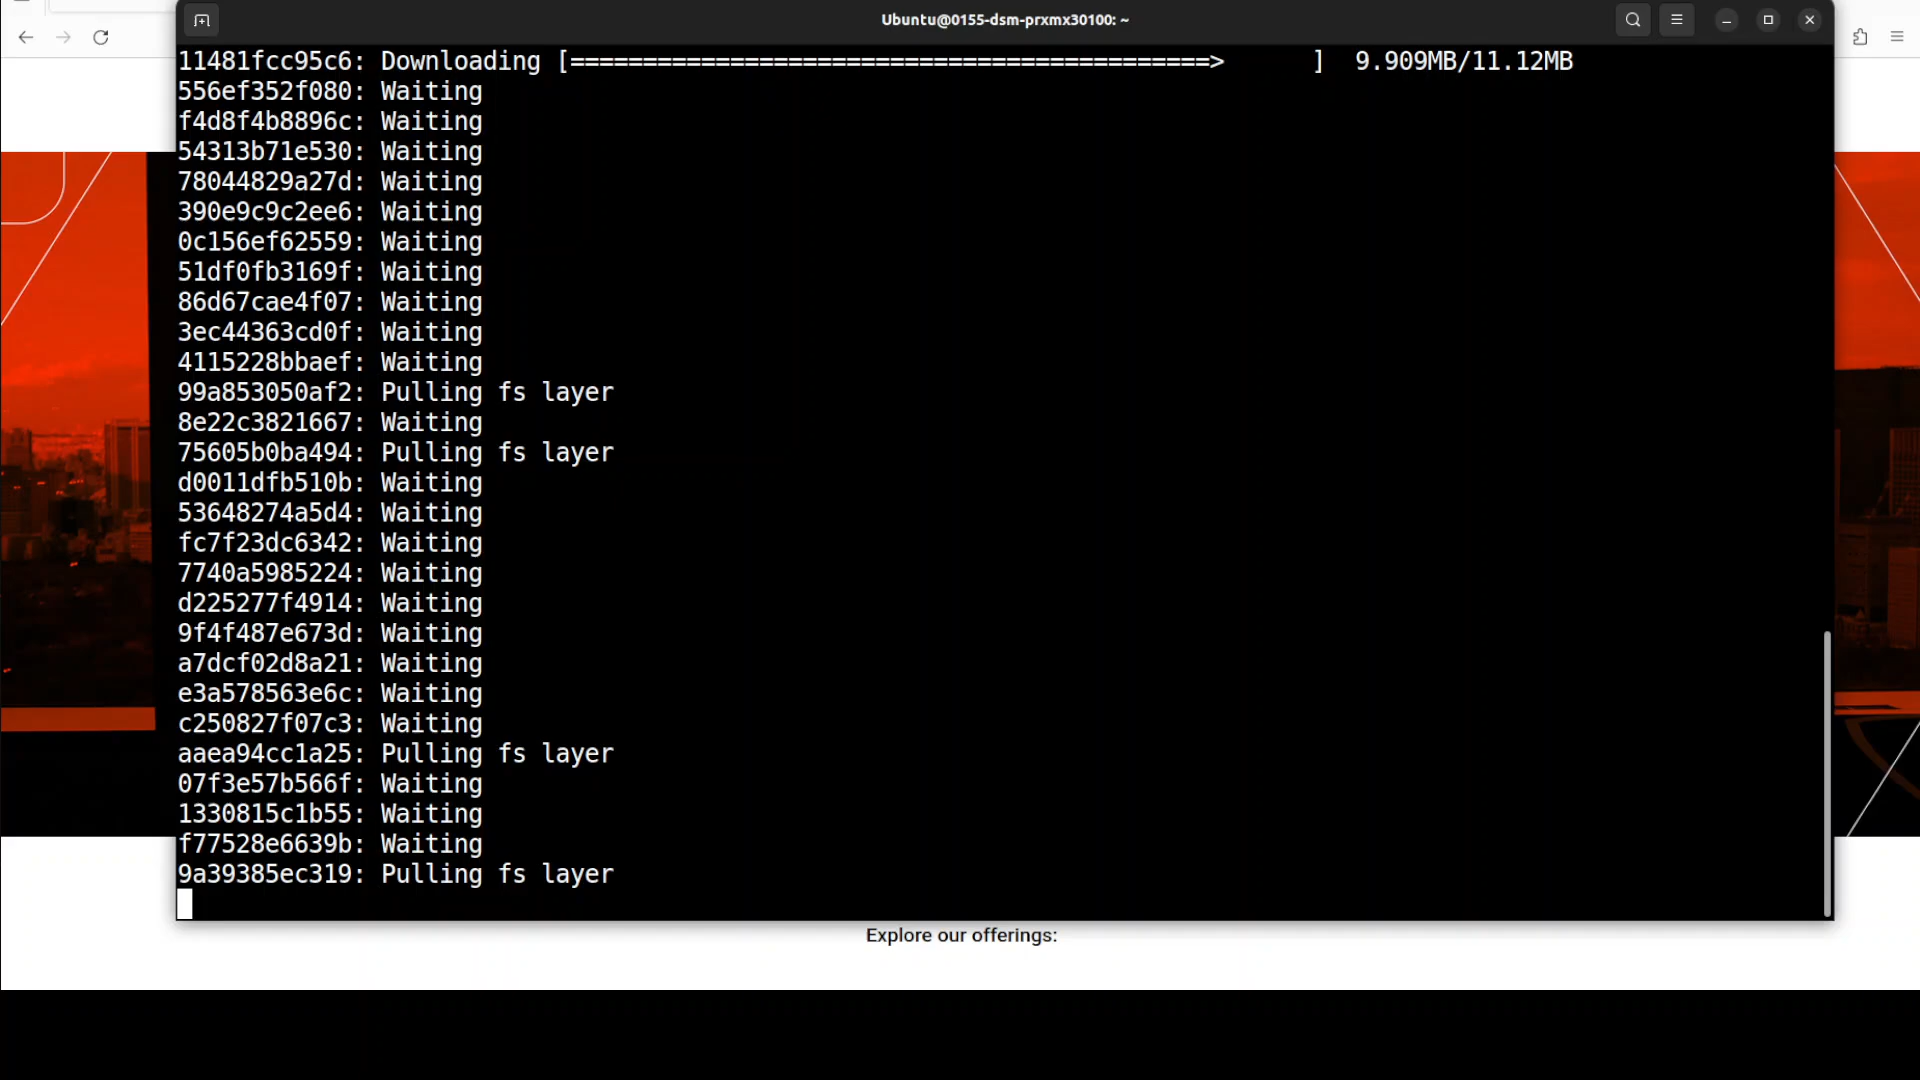 Ubuntu@0155-dsm-prxmx30100: ~
11481fcc95c6: Downloading [============================================>      ]  9.909MB/11.12MB
556ef352f080: Waiting
f4d8f4b8896c: Waiting
54313b71e530: Waiting
78044829a27d: Waiting
390e9c9c2ee6: Waiting
0c156ef62559: Waiting
51df0fb3169f: Waiting
86d67cae4f07: Waiting
3ec44363cd0f: Waiting
4115228bbaef: Waiting
99a853050af2: Pulling fs layer
8e22c3821667: Waiting
75605b0ba494: Pulling fs layer
d0011dfb510b: Waiting
53648274a5d4: Waiting
fc7f23dc6342: Waiting
7740a5985224: Waiting
d225277f4914: Waiting
9f4f487e673d: Waiting
a7dcf02d8a21: Waiting
e3a578563e6c: Waiting
c250827f07c3: Waiting
aaea94cc1a25: Pulling fs layer
07f3e57b566f: Waiting
1330815c1b55: Waiting
f77528e6639b: Waiting
9a39385ec319: Pulling fs layer
Explore our offerings: